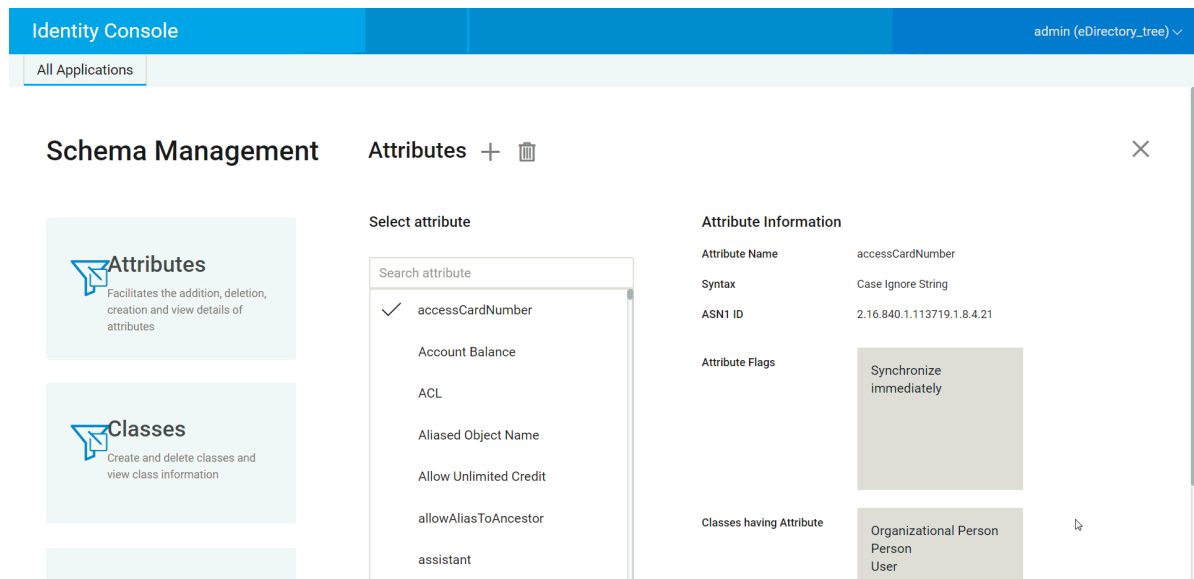 Identity Console
admin (eDirectory_tree)
All Applications
Schema Management
Attributes
Facilitates the addition, deletion,
creation and view details of
attributes
Classes
Create and delete classes and
view class information
Attributes
Select attribute
Search attribute
accessCardNumber
Account Balance
ACL
Aliased Object Name
Allow Unlimited Credit
allowAliasToAncestor
assistant
Attribute Information
Attribute Name accessCardNumber
Syntax Case Ignore String
ASN1 ID 2.16.840.1.113719.1.8.4.21
Attribute Flags Synchronize
immediately
Classes having Attribute Organizational Person
Person
User